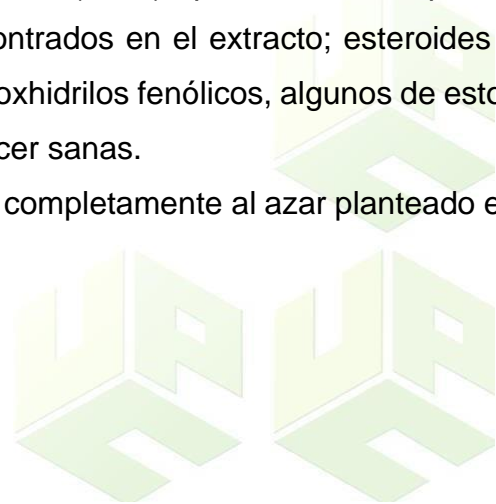 ontrados en el extracto; esteroides
oxhidrilos fenólicos, algunos de esto
cer sanas.
completamente al azar planteado e